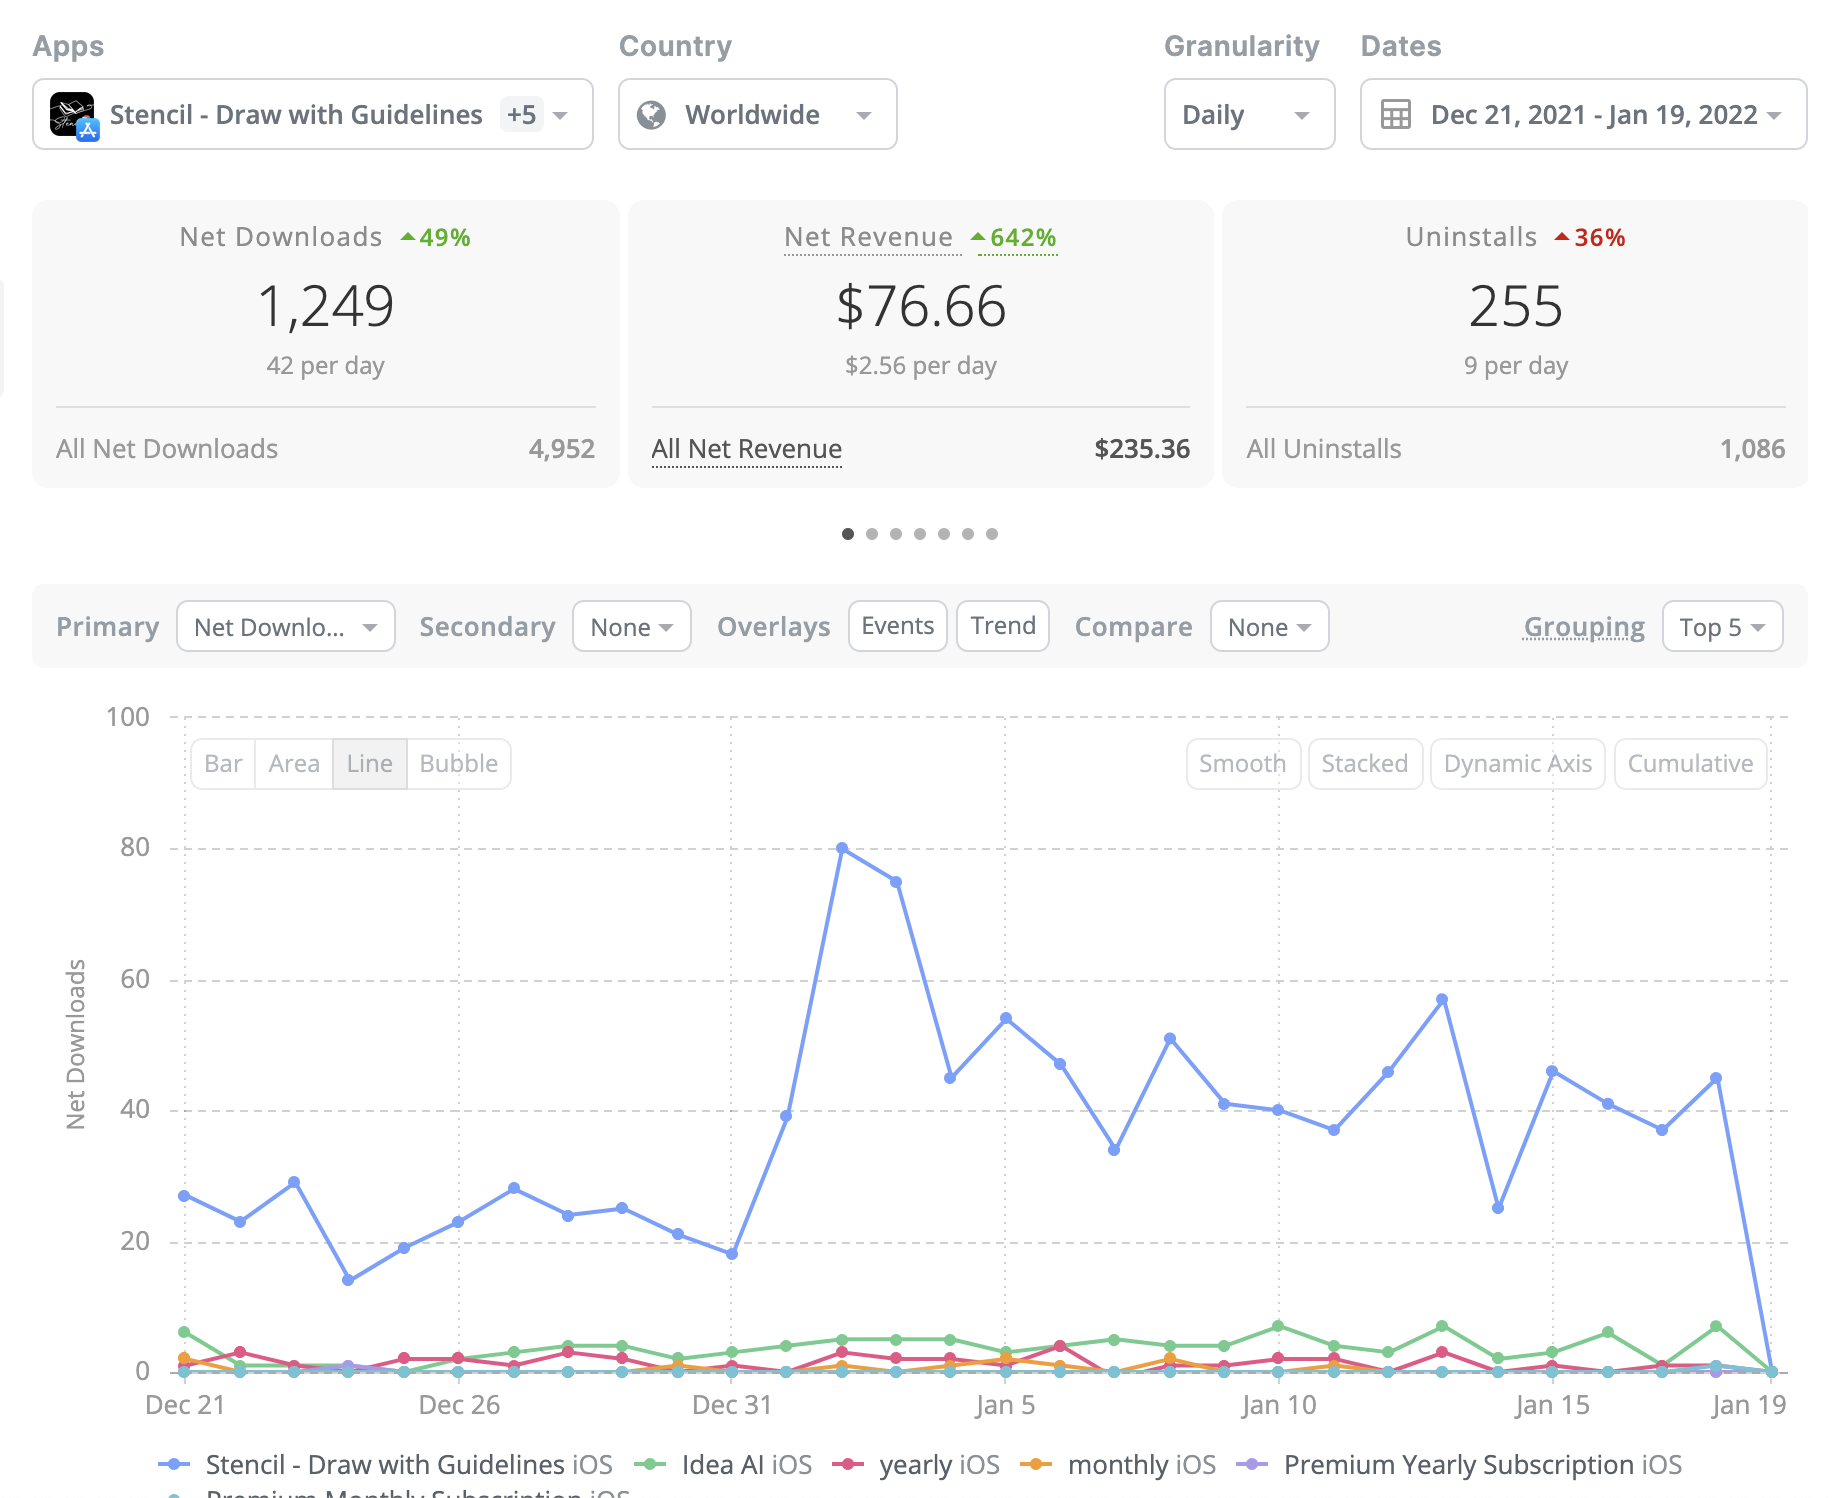 Apps Country Granularity Dates
Stencil - Draw with Guidelines +5 Worldwide Daily Dec 21, 2021 - Jan 19, 2022
Net Downloads 49% Net Revenue 642% Uninstalls 36%
1,249 $76.66 255
42 per day $2.56 per day 9 per day
All Net Downloads 4,952 All Net Revenue $235.36 All Uninstalls 1,086
Primary Net Downlo... Secondary None Overlays Events Trend Compare None Grouping Top 5
100
Bar Area Line Bubble Smooth Stacked Dynamic Axis Cumulative
80
60
Net Downloads
40
20
0
Dec 21 Dec 26 Dec 31 Jan 5 Jan 10 Jan 15 Jan 19
Stencil - Draw with Guidelines iOS Idea AI iOS yearly iOS monthly iOS Premium Yearly Subscription iOS
Premium Monthly Subscription iOS